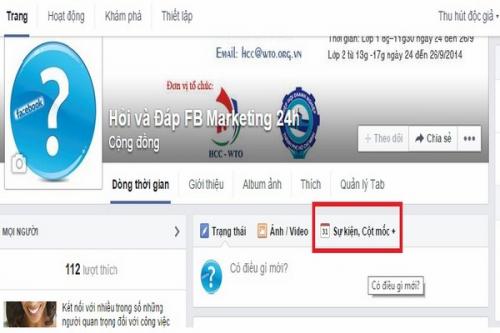 Trang Hoạt động Khám phá Thiết lập Thu hút độc giả
Thời gian: Lớp 1 8g-11g30 ngày 24 đến 26/9
Lớp 2 từ 13g -17g ngày 24 đến 26/9/2014
Email: hcc@wto.org.vn
Đơn vị tổ chức:
facebook
?
HCC - WTO
Hỏi và Đáp FB Marketing 24h
Cộng đồng
+ Theo dõi Chia sẻ •••
Dòng thời gian Giới thiệu Album ảnh Thích Quản lý Tab
MỌI NGƯỜI >
Trạng thái Ảnh / Video 31 Sự kiện, Cột mốc +
112 lượt thích
? Có điều gì mới?
Có điều gì mới?
Kết nối với nhiều trong số những
người quan trọng đối với công việc